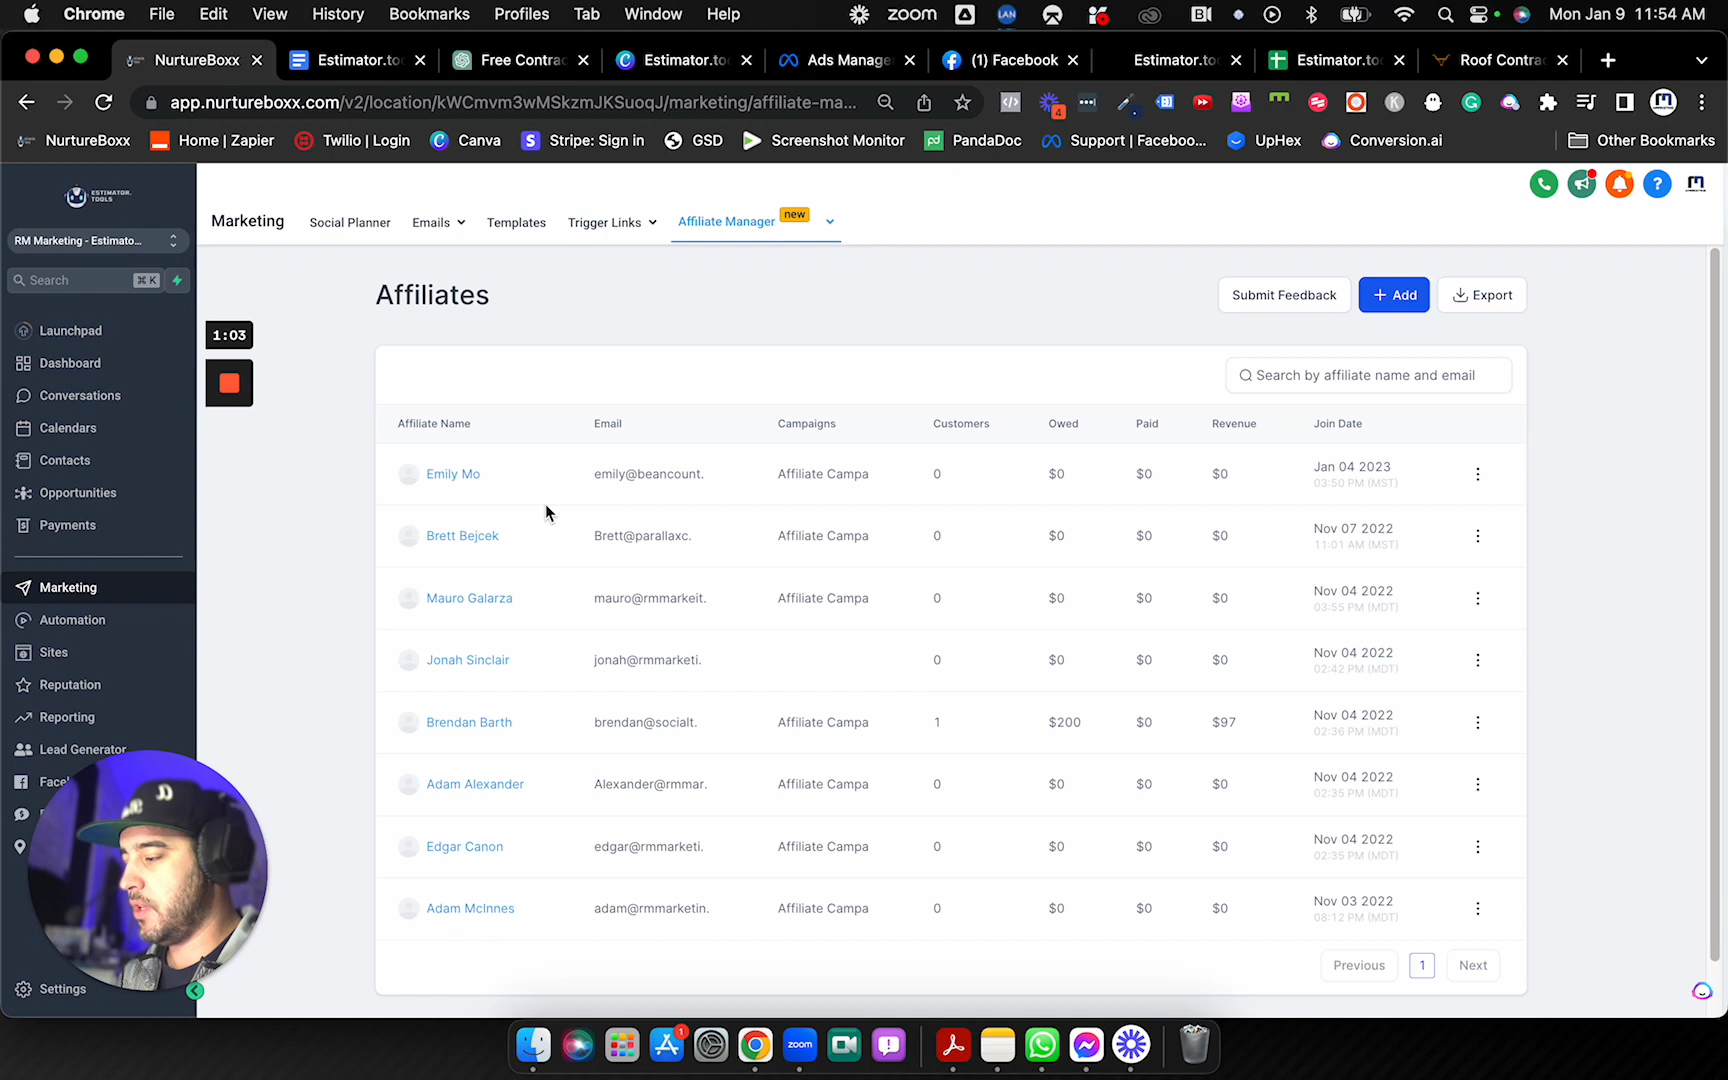 Chrome File Edit View History Bookmarks Profiles Tab Window Help zoom LAN Mon Jan 9 11:54 AM
NurtureBoxx Estimator.to Free Contra Estimator.to Ads Manage (1) Facebook Estimator.to Estimator.to Roof Contra
app.nurtureboxx.com/v2/location/kWCmvm3wMSkzmJKSuoqJ/marketing/affiliate-ma... 4
NurtureBoxx Home | Zapier Twilio | Login Canva Stripe: Sign in GSD Screenshot Monitor PandaDoc Support | Faceboo... UpHex Conversion.ai Other Bookmarks
ESTIMATOR.
TOOLS
Marketing Social Planner Emails Templates Trigger Links Affiliate Manager new
RM Marketing - Estimato...
Search ⌘ K
Affiliates Submit Feedback + Add Export
Launchpad
1:03
Dashboard
Conversations
Calendars
Contacts
Opportunities
Payments
Marketing
Automation
Sites
Reputation
Reporting
Lead Generator
Face
Settings
Search by affiliate name and email
Affiliate Name Email Campaigns Customers Owed Paid Revenue Join Date
Emily Mo emily@beancount. Affiliate Campa 0 $0 $0 $0 Jan 04 2023
03:50 PM (MST)
Brett Bejcek Brett@parallaxc. Affiliate Campa 0 $0 $0 $0 Nov 07 2022
11:01 AM (MST)
Mauro Galarza mauro@rmmarkeit. Affiliate Campa 0 $0 $0 $0 Nov 04 2022
03:55 PM (MDT)
Jonah Sinclair jonah@rmmarketi. 0 $0 $0 $0 Nov 04 2022
02:42 PM (MDT)
Brendan Barth brendan@socialt. Affiliate Campa 1 $200 $0 $97 Nov 04 2022
02:36 PM (MDT)
Adam Alexander Alexander@rmmar. Affiliate Campa 0 $0 $0 $0 Nov 04 2022
02:35 PM (MDT)
Edgar Canon edgar@rmmarketi. Affiliate Campa 0 $0 $0 $0 Nov 04 2022
02:35 PM (MDT)
Adam McInnes adam@rmmarketin. Affiliate Campa 0 $0 $0 $0 Nov 03 2022
08:12 PM (MDT)
Previous 1 Next
1
zoom